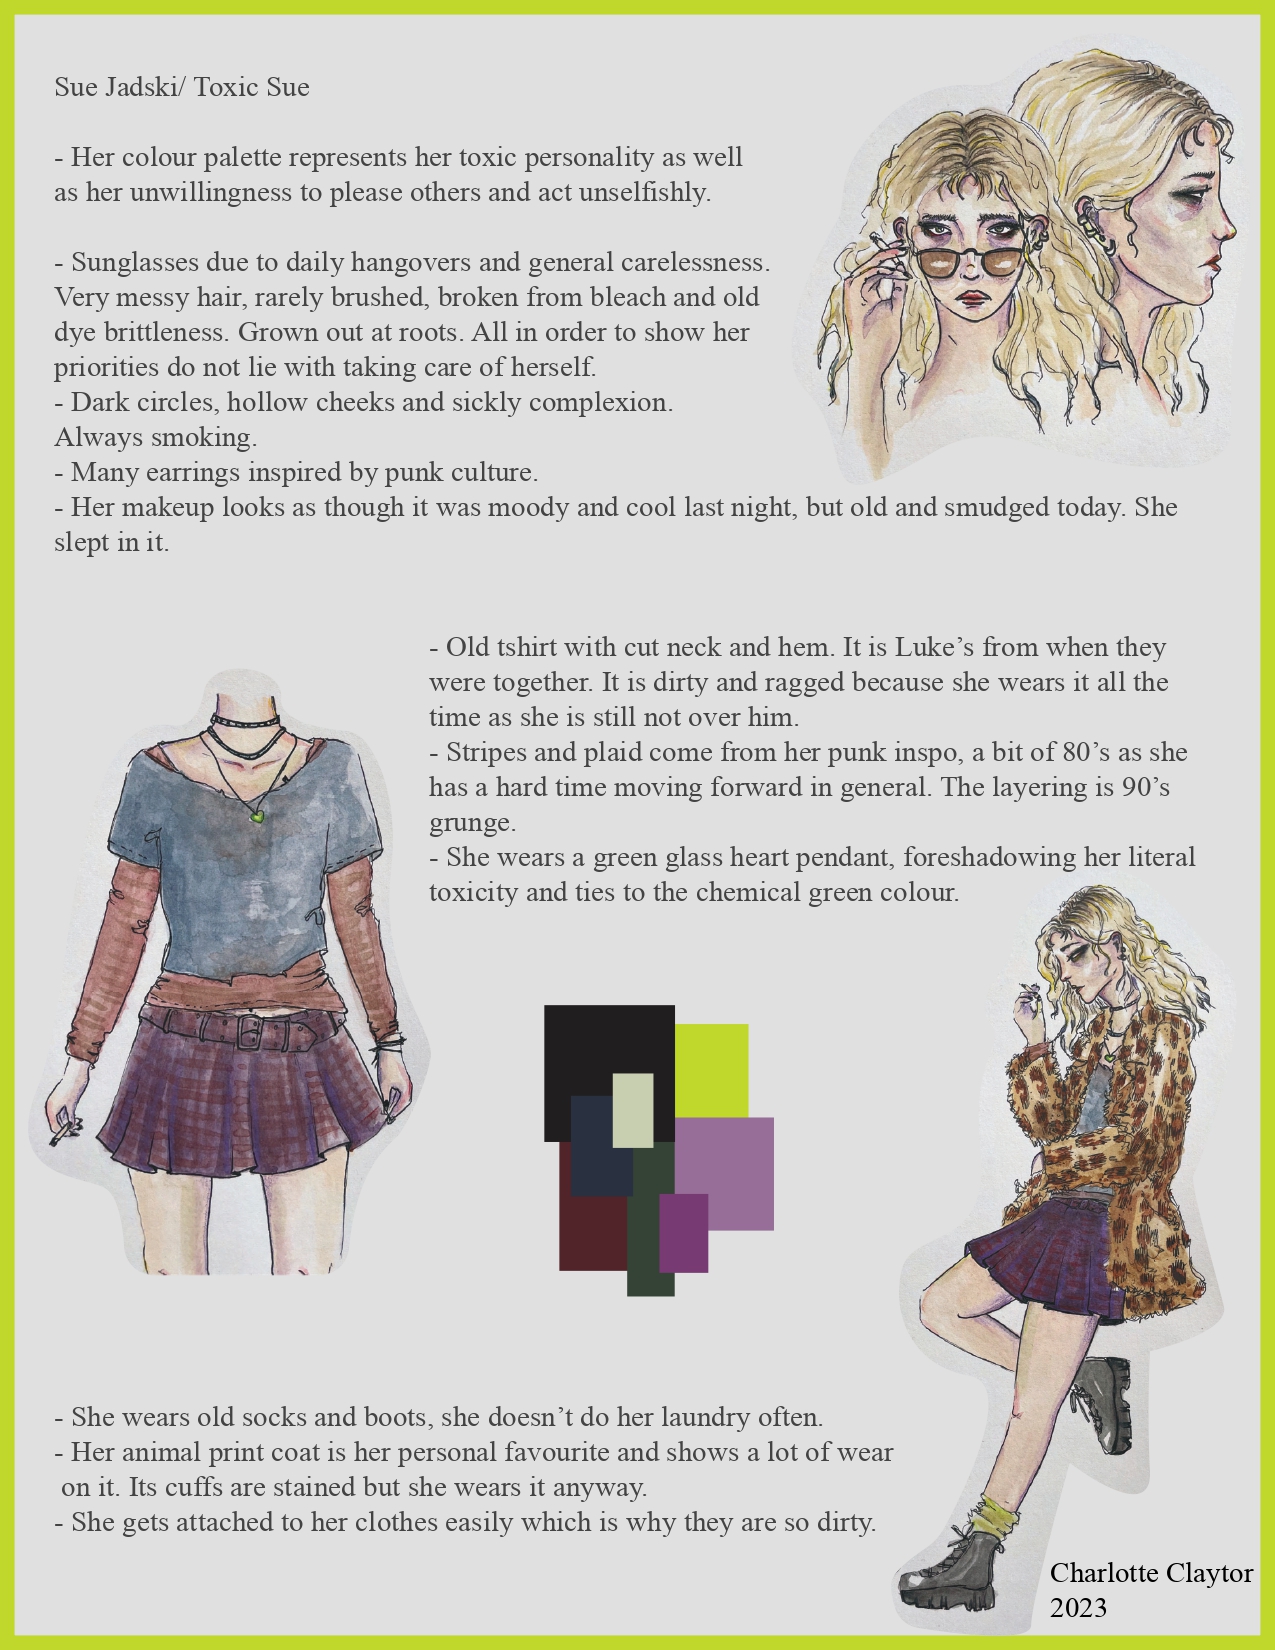 Sue Jadski/ Toxic Sue
- Her colour palette represents her toxic personality as well
as her unwillingness to please others and act unselfishly.
- Sunglasses due to daily hangovers and general carelessness.
Very messy hair, rarely brushed, broken from bleach and old
dye brittleness. Grown out at roots. All in order to show her
priorities do not lie with taking care of herself.
- Dark circles, hollow cheeks and sickly complexion.
Always smoking.
- Many earrings inspired by punk culture.
- Her makeup looks as though it was moody and cool last night, but old and smudged today. She
slept in it.
- Old tshirt with cut neck and hem. It is Luke’s from when they
were together. It is dirty and ragged because she wears it all the
time as she is still not over him.
- Stripes and plaid come from her punk inspo, a bit of 80’s as she
has a hard time moving forward in general. The layering is 90’s
grunge.
- She wears a green glass heart pendant, foreshadowing her literal
toxicity and ties to the chemical green colour.
- She wears old socks and boots, she doesn’t do her laundry often.
- Her animal print coat is her personal favourite and shows a lot of wear
on it. Its cuffs are stained but she wears it anyway.
- She gets attached to her clothes easily which is why they are so dirty.
Charlotte Claytor
2023